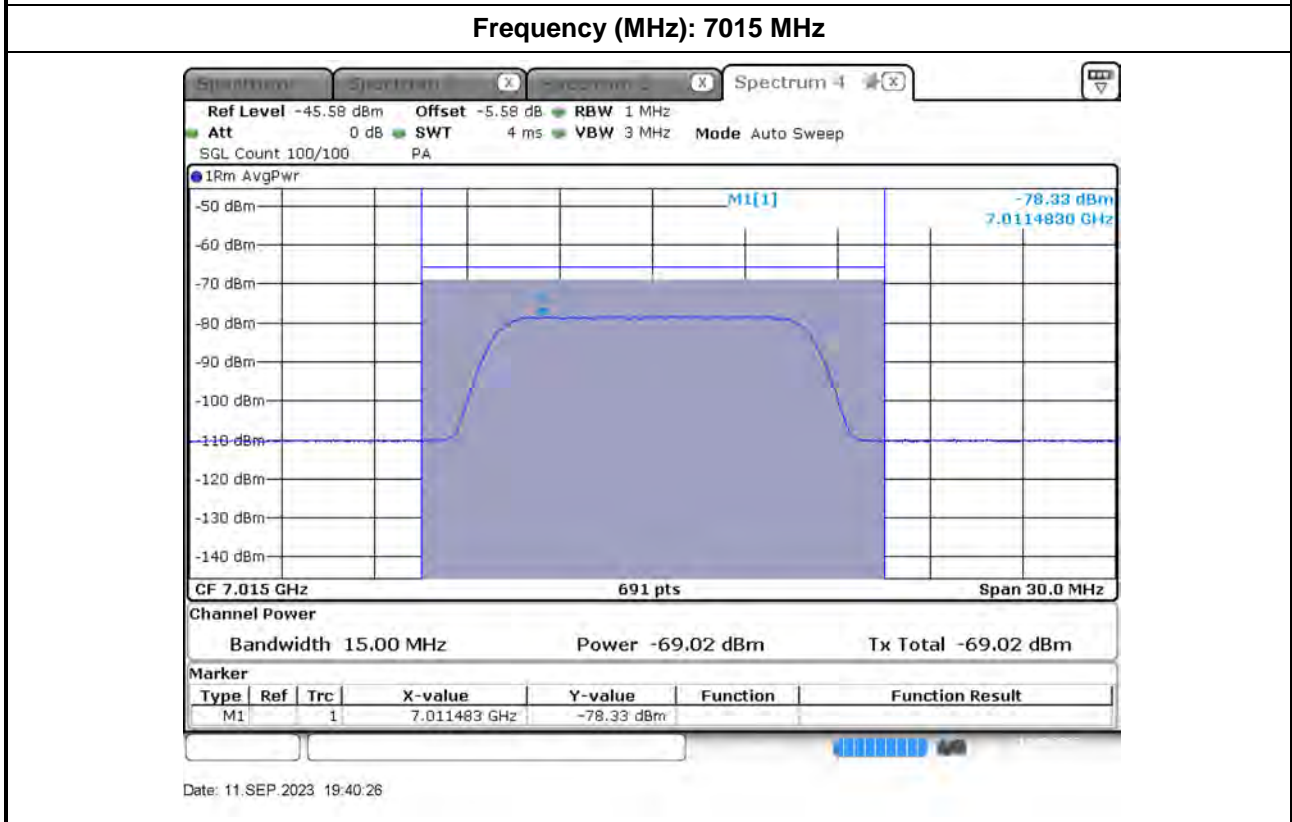 Frequency (MHz): 7015 MHz
Spectrum 4 X
Ref Level -45.58 dBm Offset -5.58 dB RBW 1 MHz
Att 0 dB SWT 4 ms VBW 3 MHz Mode Auto Sweep
SGL Count 100/100 PA
1Rm AvgPwr
M1[1] -78.33 dBm
7.0114830 GHz
-50 dBm
-60 dBm
-70 dBm
-80 dBm
-90 dBm
-100 dBm
-110 dBm
-120 dBm
-130 dBm
-140 dBm
CF 7.015 GHz 691 pts Span 30.0 MHz
Channel Power
Bandwidth 15.00 MHz Power -69.02 dBm Tx Total -69.02 dBm
Marker
Type Ref Trc X-value Y-value Function Function Result
M1 1 7.011483 GHz -78.33 dBm
Date: 11.SEP.2023 19:40:26